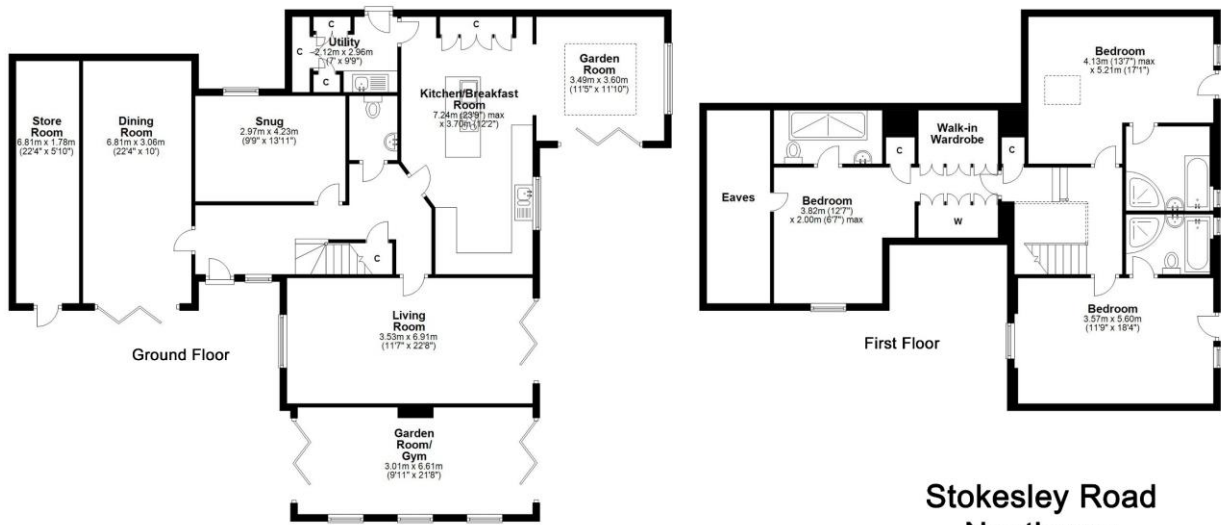 C
C
Utility
2.12m x 2.96m
(7' x 9'9")
C
C
Garden
Room
3.49m x 3.60m
(11'5" x 11'10")
Kitchen/Breakfast
Room
7.24m (23'9") max
x 3.70m (12'2")
Store
Room
6.81m x 1.78m
(22'4" x 5'10")
Dining
Room
6.81m x 3.06m
(22'4" x 10')
Snug
2.97m x 4.23m
(9'9" x 13'11")
C
Living
Room
3.53m x 6.91m
(11'7" x 22'8")
Ground Floor
Garden
Room/
Gym
3.01m x 6.61m
(9'11" x 21'8")
Bedroom
4.13m (13'7") max
x 5.21m (17'1")
Walk-in
Wardrobe
C
C
Eaves
Bedroom
3.82m (12'7")
x 2.00m (6'7") max
W
Bedroom
3.57m x 5.60m
(11'9" x 18'4")
First Floor
Stokesley Road